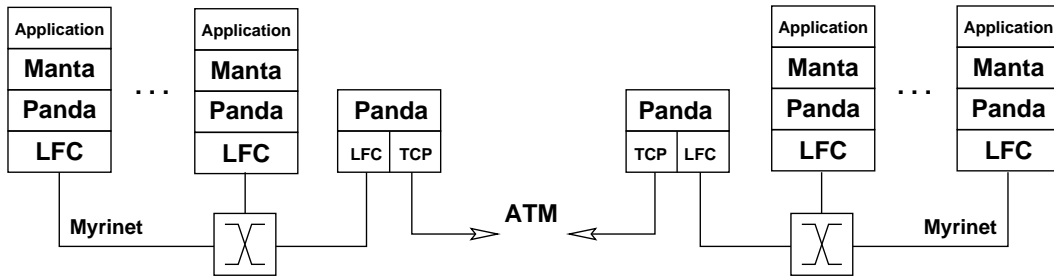 Application
Manta
Panda
LFC
. . .
Application
Manta
Panda
LFC
Panda
LFC TCP
Myrinet
ATM
Panda
TCP LFC
Application
Manta
Panda
LFC
. . .
Application
Manta
Panda
LFC
Myrinet